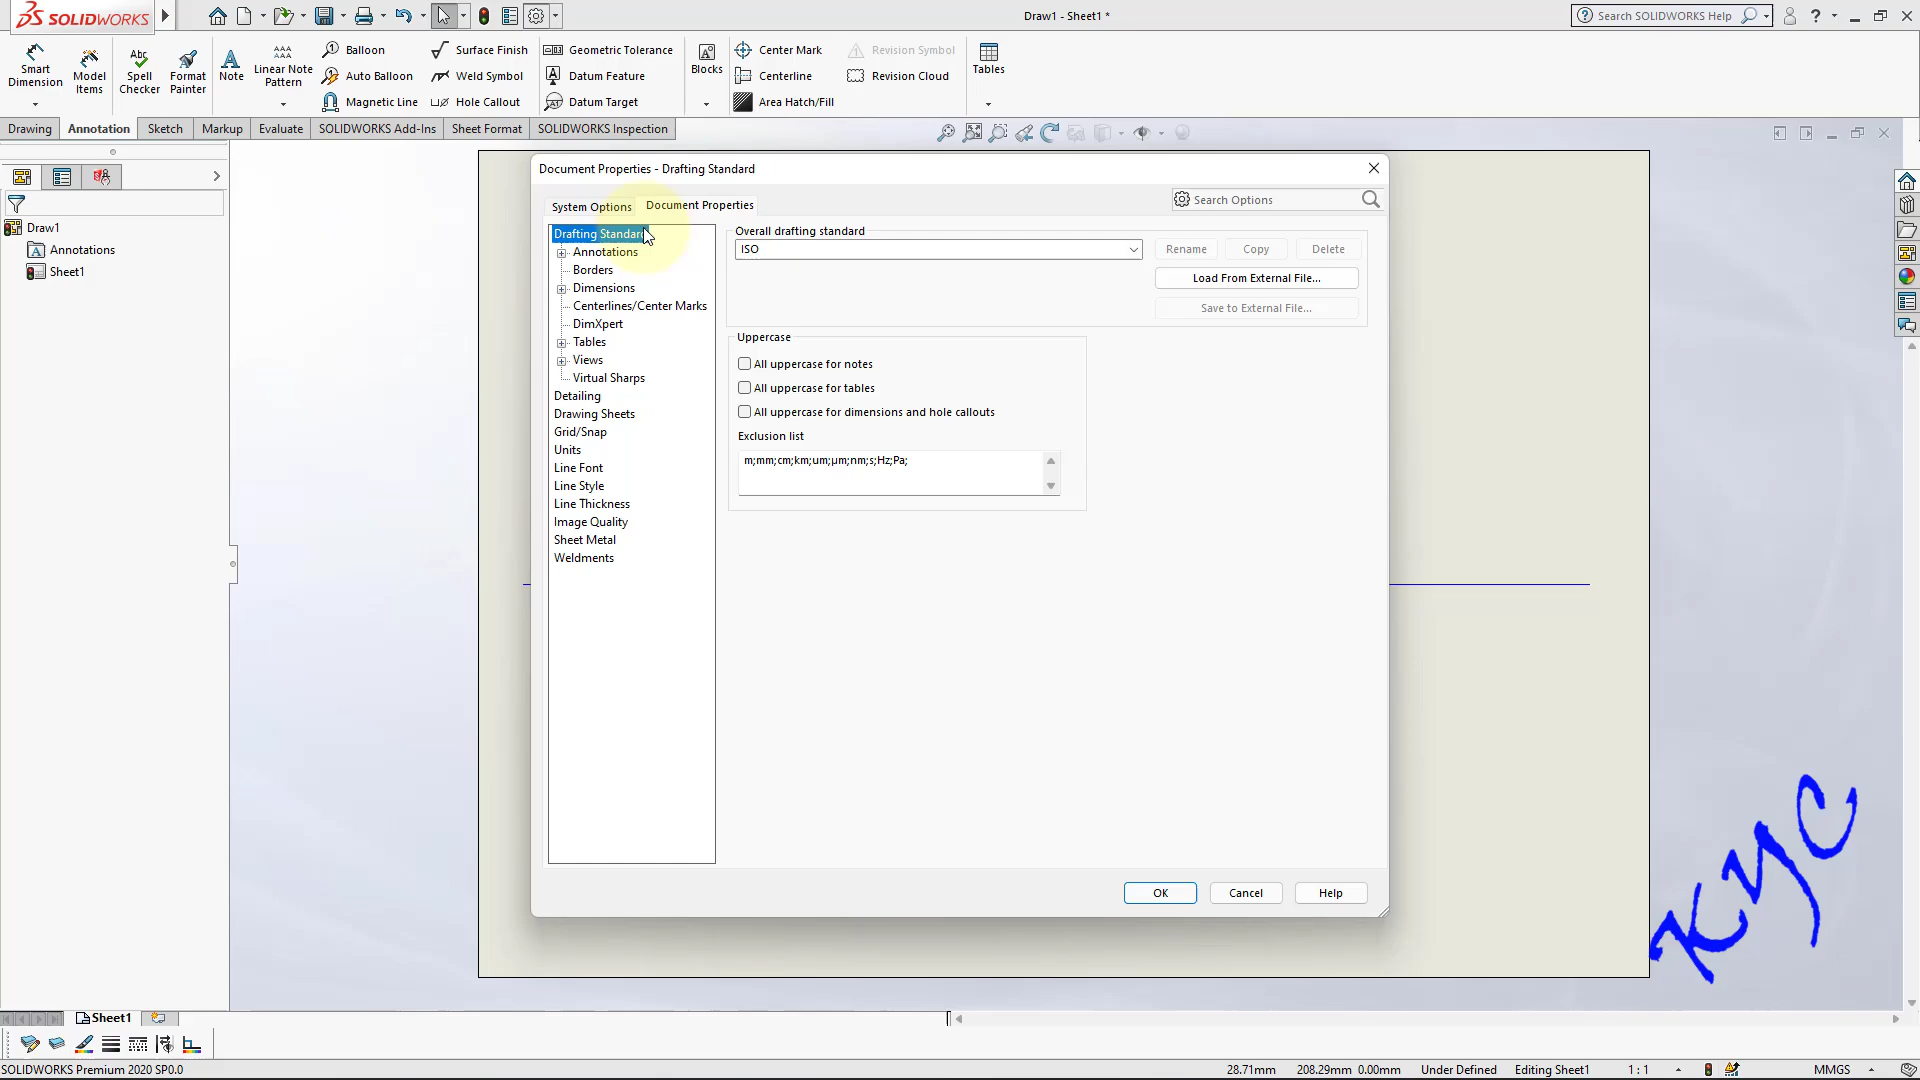 SOLIDWORKS
Draw1 - Sheet1 *
Search SOLIDWORKS Help
Smart Dimension
Model Items
Abc
Spell Checker
Format Painter
Note
Linear Note Pattern
Balloon
Auto Balloon
Magnetic Line
Surface Finish
Weld Symbol
Hole Callout
Geometric Tolerance
Datum Feature
Datum Target
Blocks
Center Mark
Centerline
Area Hatch/Fill
Revision Symbol
Revision Cloud
Tables
Drawing
Annotation
Sketch
Markup
Evaluate
SOLIDWORKS Add-Ins
Sheet Format
SOLIDWORKS Inspection
Draw1
Annotations
Sheet1
Document Properties - Drafting Standard
System Options
Document Properties
Search Options
Drafting Standard
Annotations
Borders
Dimensions
Centerlines/Center Marks
DimXpert
Tables
Views
Virtual Sharps
Detailing
Drawing Sheets
Grid/Snap
Units
Line Font
Line Style
Line Thickness
Image Quality
Sheet Metal
Weldments
Overall drafting standard
ISO
Rename
Copy
Delete
Load From External File...
Save to External File...
Uppercase
All uppercase for notes
All uppercase for tables
All uppercase for dimensions and hole callouts
Exclusion list
m;mm;cm;km;um;µm;nm;s;Hz;Pa;
OK
Cancel
Help
KYC
Sheet1
SOLIDWORKS Premium 2020 SP0.0
28.71mm
208.29mm 0.00mm
Under Defined
Editing Sheet1
1 : 1
MMGS